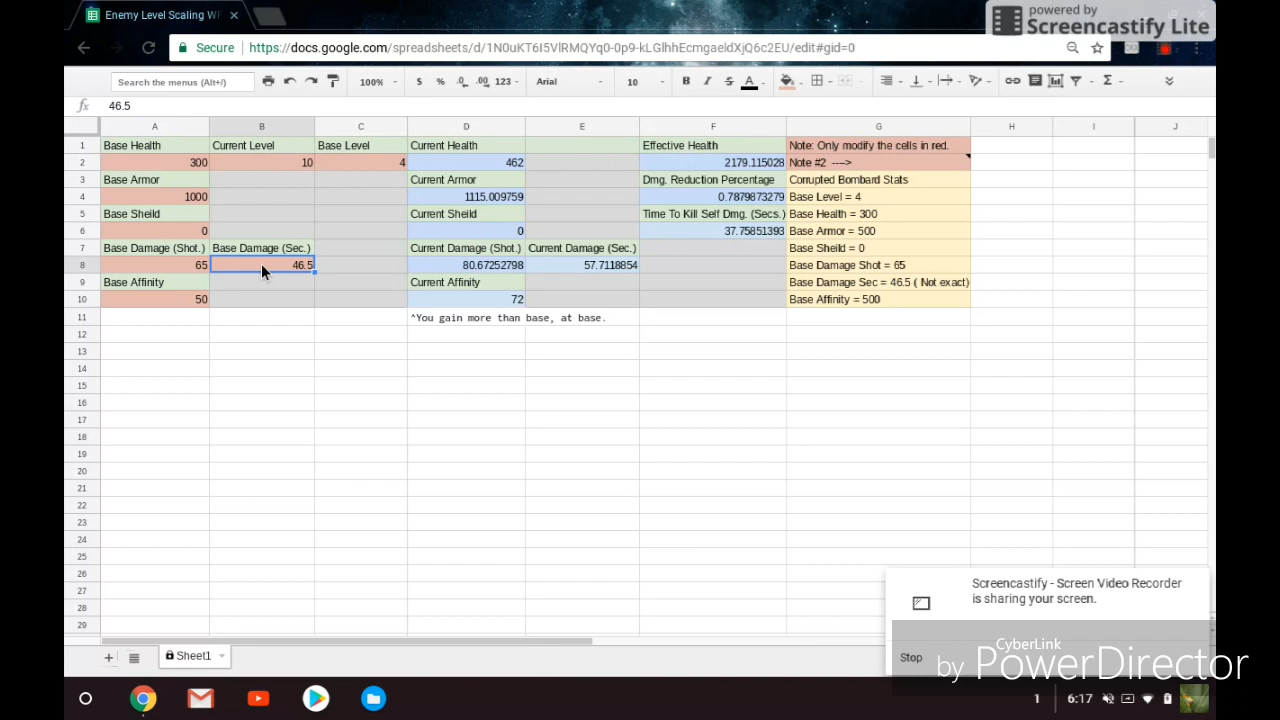 Enemy Level Scaling WF
powered by
Screencastify Lite
Secure https://docs.google.com/spreadsheets/d/1N0uKT6I5VlRMQYq0-0p9-kLGlhhEcmgaeidXjQ6c2EU/edit#gid=0
Search the menus (Alt+/) 100% $ % .0 .00 123 Arial 10 B I S A Σ
fx 46.5
A B C D E F G H I J
1 Base Health Current Level Base Level Current Health Effective Health Note: Only modify the cells in red.
2 300 10 4 462 2179.115028 Note #2 ---->
3 Base Armor Current Armor Dmg. Reduction Percentage Corrupted Bombard Stats
4 1000 1115.009759 0.7879873279 Base Level = 4
5 Base Sheild Current Sheild Time To Kill Self Dmg. (Secs.) Base Health = 300
6 0 0 37.75851393 Base Armor = 500
7 Base Damage (Shot.) Base Damage (Sec.) Current Damage (Shot.) Current Damage (Sec.) Base Sheild = 0
8 65 46.5 80.67252798 57.7118854 Base Damage Shot = 65
9 Base Affinity Current Affinity Base Damage Sec = 46.5 ( Not exact)
10 50 72 Base Affinity = 500
11 ^You gain more than base, at base.
12
13
14
15
16
17
18
19
20
21
22
23
24
25
26
27
28
29
Screencastify - Screen Video Recorder
is sharing your screen.
Stop
CyberLink
by PowerDirector
+ Sheet1
1 6:17